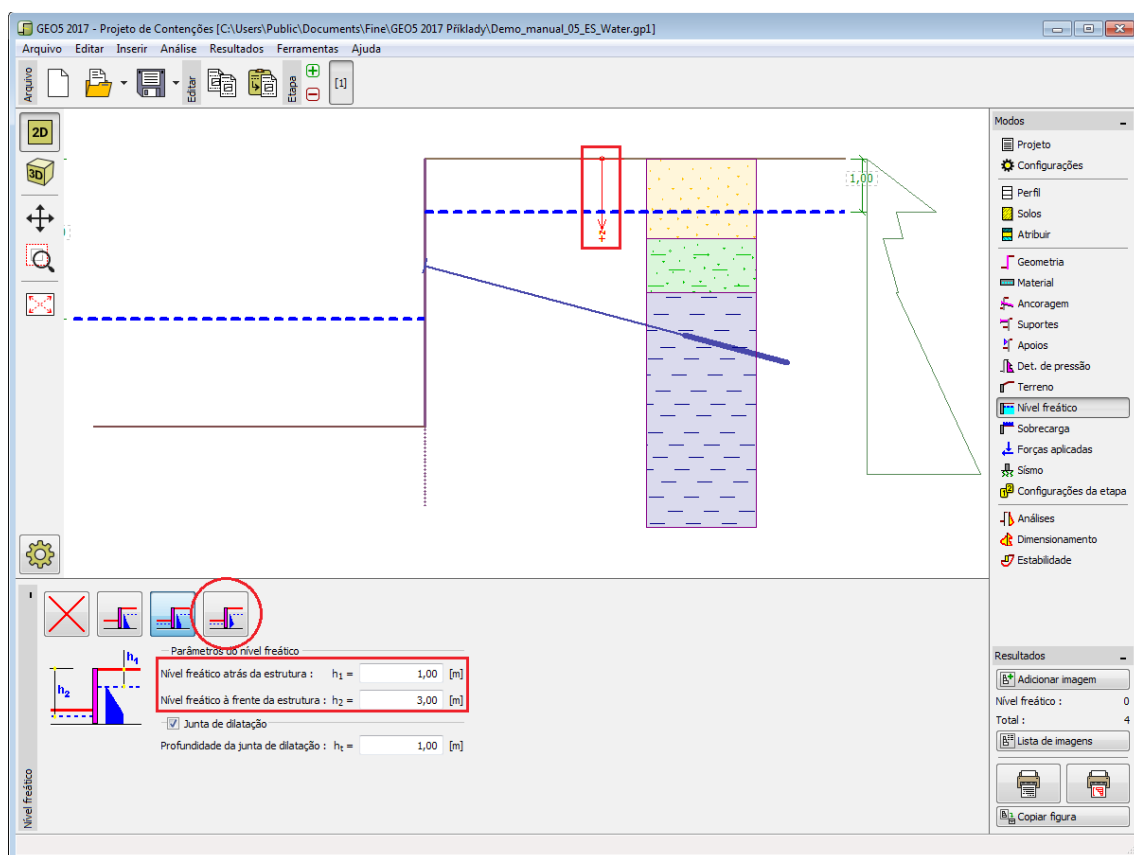 GEO5 2017 - Projeto de Contenções [C:\Users\Public\Documents\Fine\GEO5 2017 Příklady\Demo_manual_05_ES_Water.gp1]
Arquivo Editar Inserir Análise Resultados Ferramentas Ajuda
Arquivo
Editar
Etapa
[1]
2D
3D
1,00
+z
Modos
Projeto
Configurações
Perfil
Solos
Atribuir
Geometria
Material
Ancoragem
Suportes
Apoios
Det. de pressão
Terreno
Nível freático
Sobrecarga
Forças aplicadas
Sísmo
Configurações da etapa
Análises
Dimensionamento
Estabilidade
Parâmetros do nível freático
h1
h2
Nível freático atrás da estrutura : h1 = 1,00 [m]
Nível freático à frente da estrutura : h2 = 3,00 [m]
Junta de dilatação
Profundidade da junta de dilatação : ht = 1,00 [m]
Nível freático
Resultados
Adicionar imagem
Nível freático : 0
Total : 4
Lista de imagens
Copiar figura